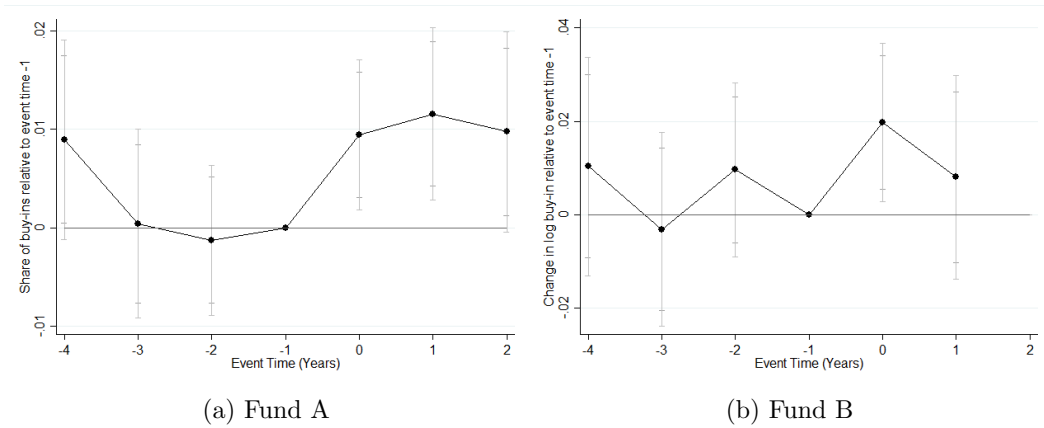 Share of buy-ins relative to event time -1
.02
.01
0
-.01
-4 -3 -2 -1 0 1 2
Event Time (Years)
(a) Fund A
Change in log buy-in relative to event time -1
.04
.02
0
-.02
-4 -3 -2 -1 0 1 2
Event Time (Years)
(b) Fund B